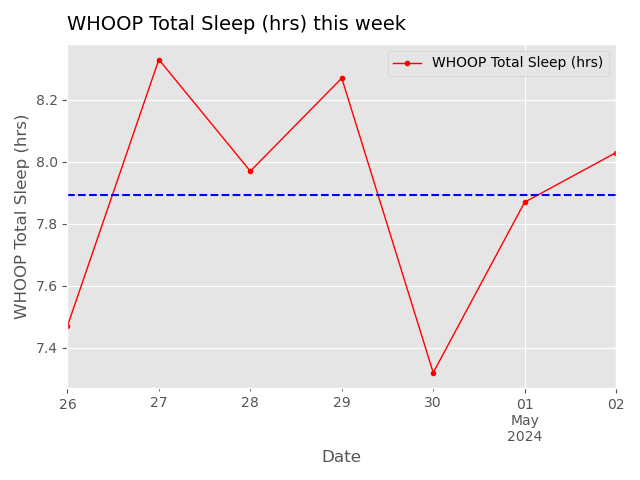 WHOOP Total Sleep (hrs) this week
WHOOP Total Sleep (hrs)
WHOOP Total Sleep (hrs)
8.2
8.0
7.8
7.6
7.4
26 27 28 29 30 01 02
May
2024
Date